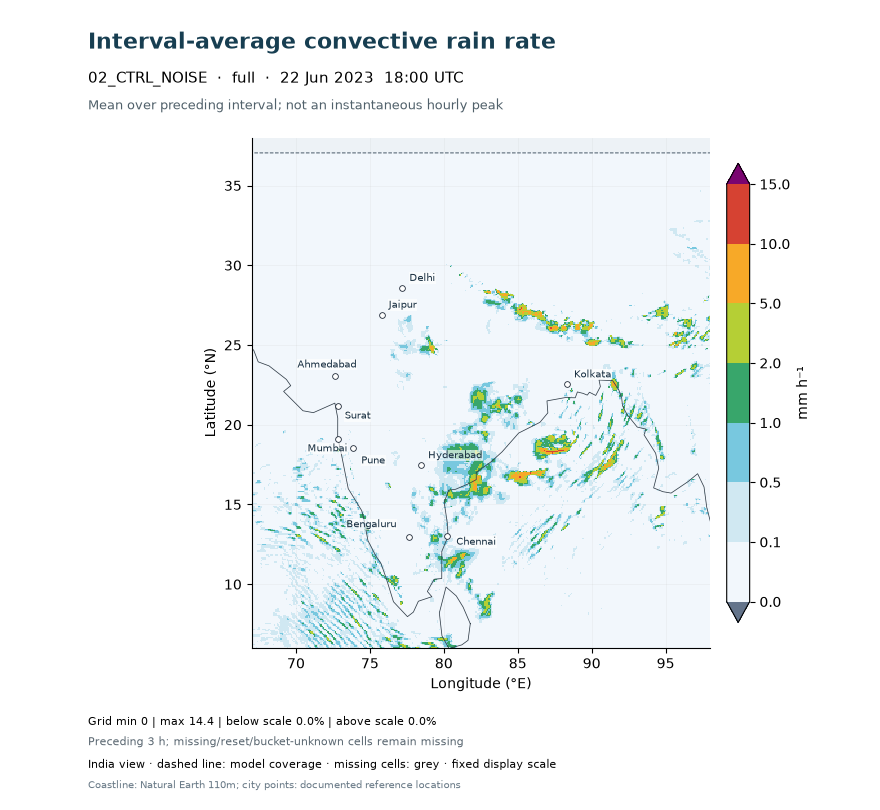 Interval-average convective rain rate
02_CTRL_NOISE · full · 22 Jun 2023 18:00 UTC
Mean over preceding interval; not an instantaneous hourly peak
35
30
25
20
15
10
Latitude (°N)
70
75
80
85
90
95
Longitude (°E)
Delhi
Jaipur
Ahmedabad
Kolkata
Surat
Mumbai
Pune
Hyderabad
Bengaluru
Chennai
15.0
10.0
5.0
2.0
1.0
0.5
0.1
0.0
mm h⁻¹
Grid min 0 | max 14.4 | below scale 0.0% | above scale 0.0%
Preceding 3 h; missing/reset/bucket-unknown cells remain missing
India view · dashed line: model coverage · missing cells: grey · fixed display scale
Coastline: Natural Earth 110m; city points: documented reference locations